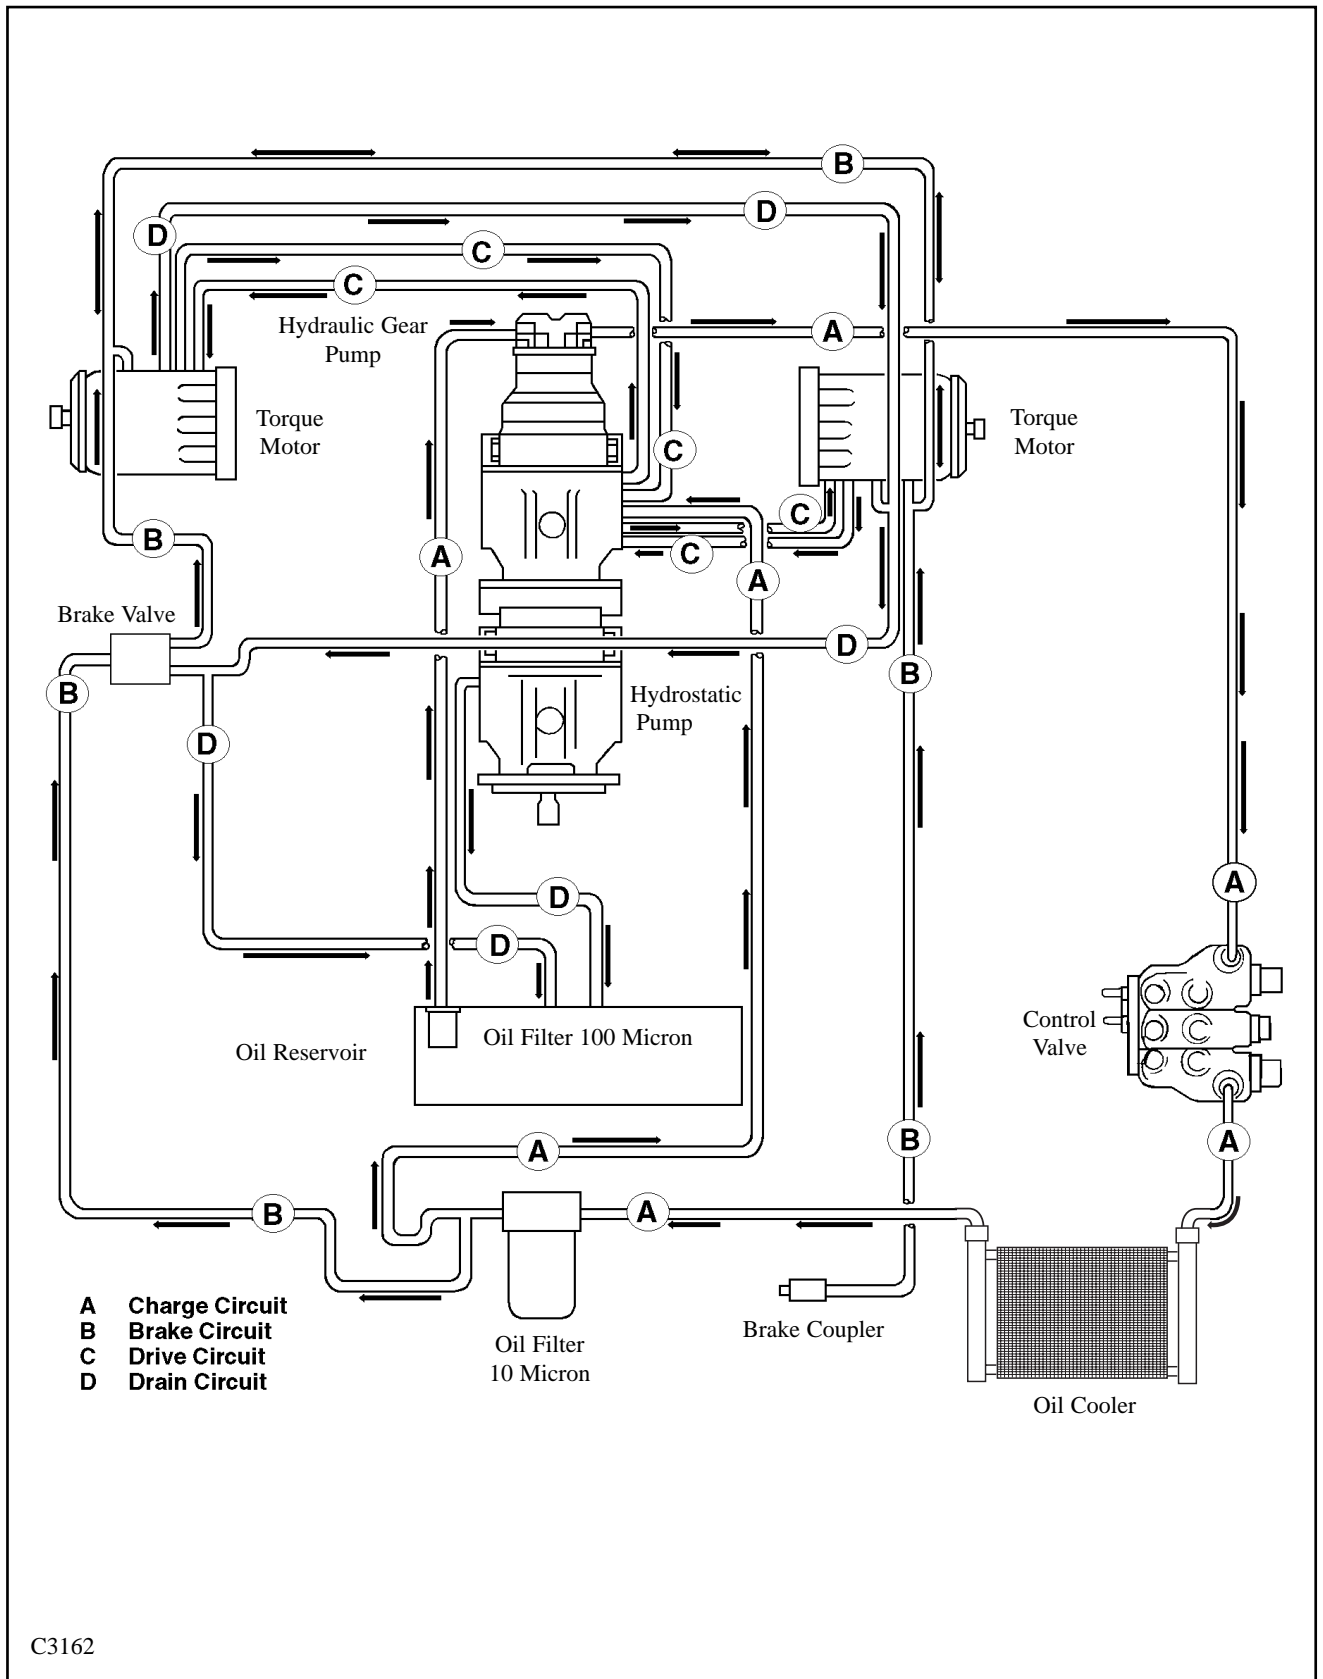 B
D
D
C
C
Hydraulic Gear
Pump
A
Torque
Motor
Torque
Motor
C
C
B
A
C
A
Brake Valve
D
B
B
Hydrostatic
Pump
D
A
D
D
Control
Valve
Oil Filter 100 Micron
Oil Reservoir
A
B
A
B
A
A Charge Circuit
B Brake Circuit
C Drive Circuit
D Drain Circuit
Brake Coupler
Oil Filter
10 Micron
Oil Cooler
C3162